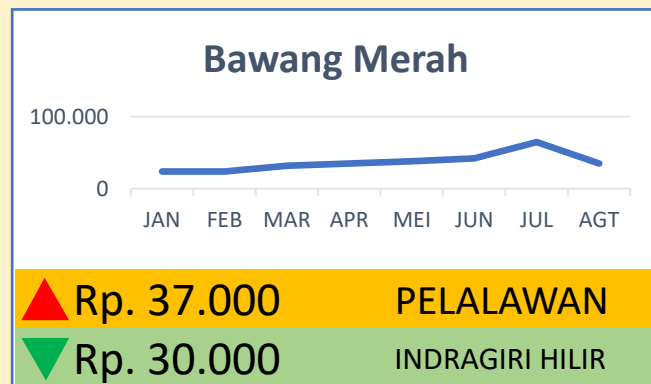 Bawang Merah
100.000
0
JAN FEB MAR APR MEI JUN JUL AGT
Rp. 37.000 PELALAWAN
Rp. 30.000 INDRAGIRI HILIR